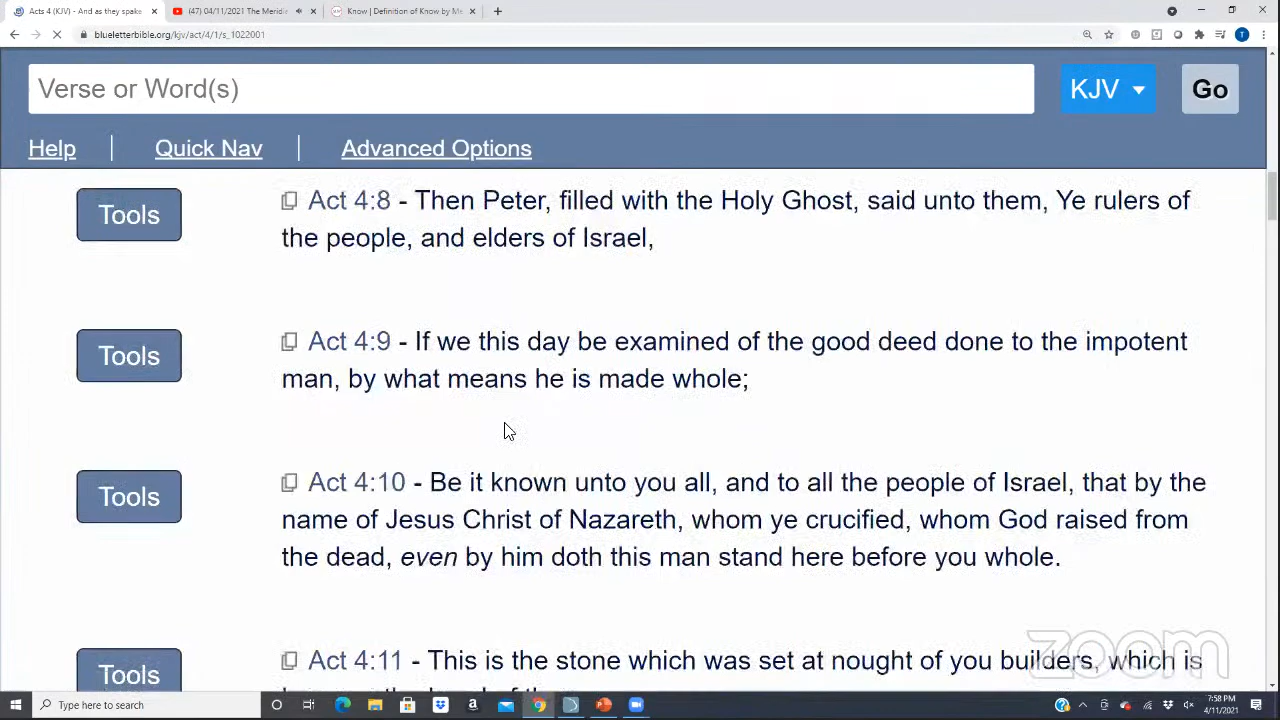 Acts 4 (KJV) - And as they spake
(47) 04/11/2021 The Meridi
Know | Definition of Know by Me
blueletterbible.org/kjv/act/4/1/s_1022001
Verse or Word(s)
KJV
Go
Help
Quick Nav
Advanced Options
Tools
Act 4:8 - Then Peter, filled with the Holy Ghost, said unto them, Ye rulers of
the people, and elders of Israel,
Tools
Act 4:9 - If we this day be examined of the good deed done to the impotent
man, by what means he is made whole;
Tools
Act 4:10 - Be it known unto you all, and to all the people of Israel, that by the
name of Jesus Christ of Nazareth, whom ye crucified, whom God raised from
the dead, even by him doth this man stand here before you whole.
Tools
Act 4:11 - This is the stone which was set at nought of you builders, which is
zoom
Type here to search
7:58 PM
4/11/2021